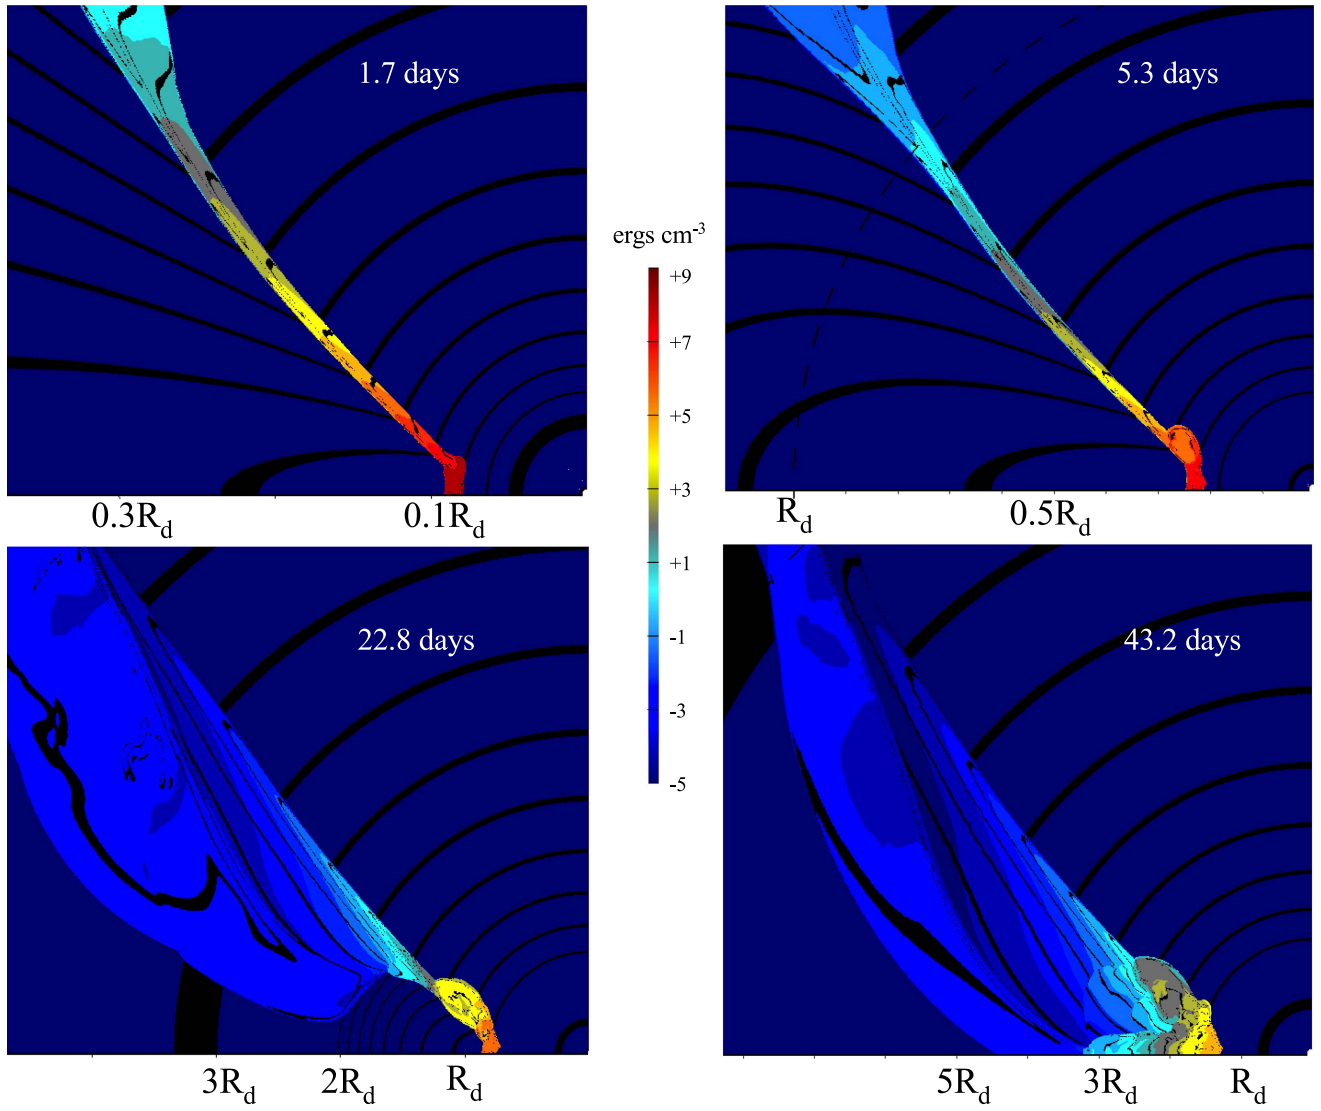 1.7 days
5.3 days
ergs cm-3
+9
+7
+5
+3
+1
-1
-3
-5
0.3Rd
0.1Rd
Rd
0.5Rd
22.8 days
43.2 days
3Rd
2Rd
Rd
5Rd
3Rd
Rd